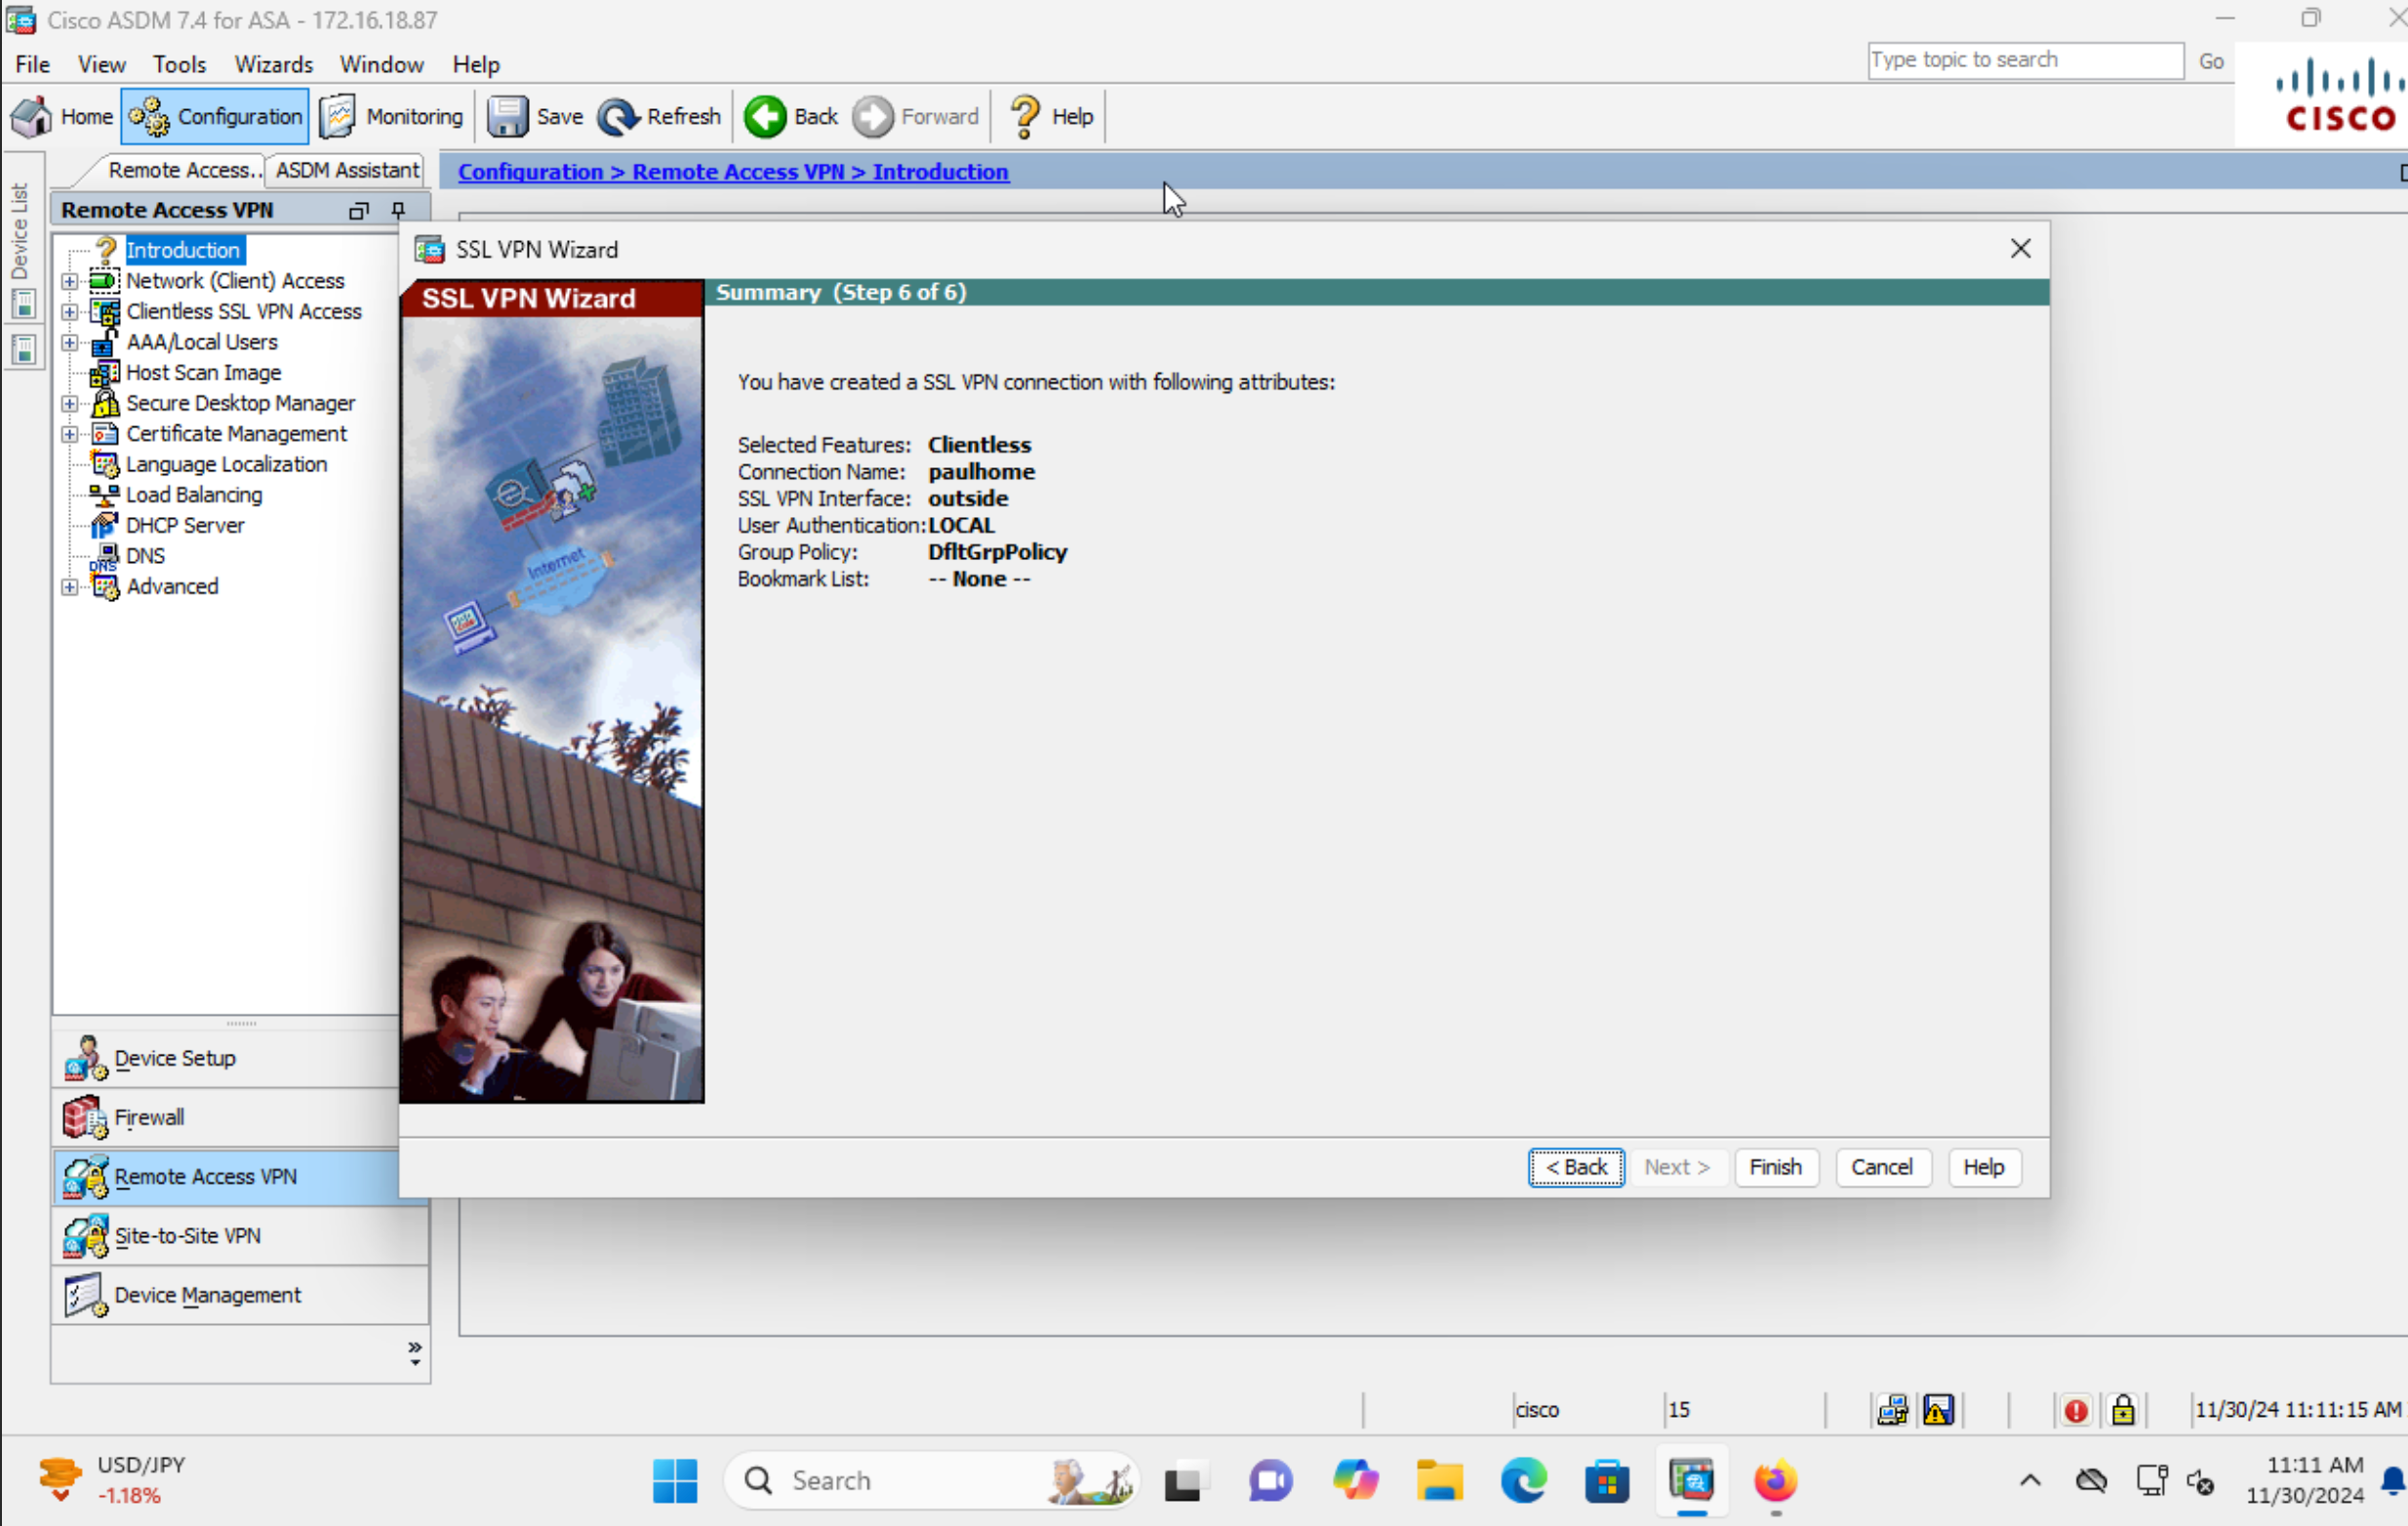 Cisco ASDM 7.4 for ASA - 172.16.18.87
File View Tools Wizards Window Help
Type topic to search Go
CISCO
Home Configuration Monitoring Save Refresh Back Forward Help
Device List
Remote Access.. ASDM Assistant
Configuration > Remote Access VPN > Introduction
Remote Access VPN
Introduction
Network (Client) Access
Clientless SSL VPN Access
AAA/Local Users
Host Scan Image
Secure Desktop Manager
Certificate Management
Language Localization
Load Balancing
DHCP Server
DNS
DNS
Advanced
Device Setup
Firewall
Remote Access VPN
Site-to-Site VPN
Device Management
SSL VPN Wizard
SSL VPN Wizard
Internet
Summary (Step 6 of 6)
You have created a SSL VPN connection with following attributes:
Selected Features: Clientless
Connection Name: paulhome
SSL VPN Interface: outside
User Authentication: LOCAL
Group Policy: DfltGrpPolicy
Bookmark List: -- None --
< Back Next > Finish Cancel Help
cisco 15 11/30/24 11:11:15 AM
USD/JPY
-1.18%
Search
11:11 AM
11/30/2024